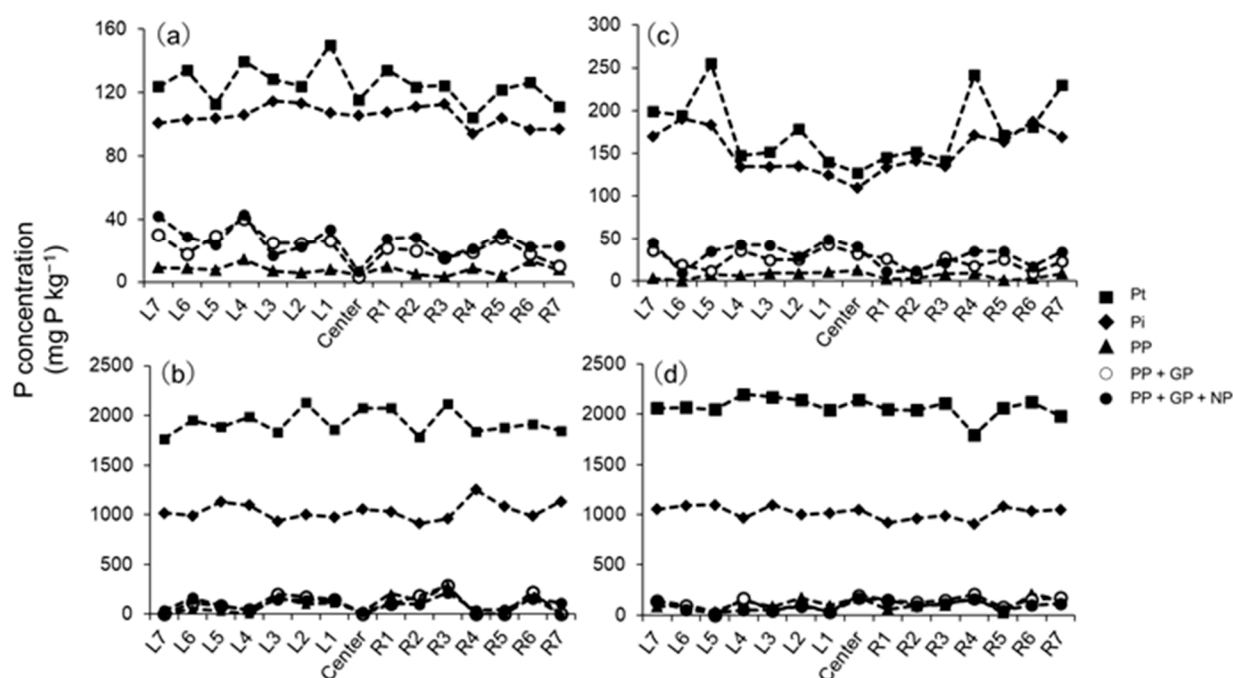 P concentration
(mg P kg⁻¹)
(a)
160
120
80
40
0
L7 L6 L5 L4 L3 L2 L1 Center R1 R2 R3 R4 R5 R6 R7
(c)
300
250
200
150
100
50
0
L7 L6 L5 L4 L3 L2 L1 Center R1 R2 R3 R4 R5 R6 R7
(b)
2500
2000
1500
1000
500
0
L7 L6 L5 L4 L3 L2 L1 Center R1 R2 R3 R4 R5 R6 R7
(d)
2500
2000
1500
1000
500
0
L7 L6 L5 L4 L3 L2 L1 Center R1 R2 R3 R4 R5 R6 R7
Pt
Pi
PP
PP + GP
PP + GP + NP